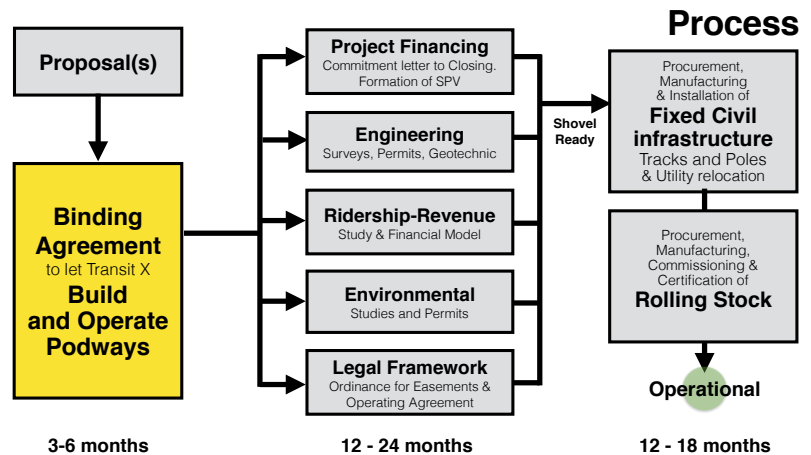 Process
Proposal(s)
Binding
Agreement
to let Transit X
Build
and Operate
Podways
3-6 months
Project Financing
Commitment letter to Closing.
Formation of SPV
Engineering
Surveys, Permits, Geotechnic
Ridership-Revenue
Study & Financial Model
Environmental
Studies and Permits
Legal Framework
Ordinance for Easements &
Operating Agreement
12 - 24 months
Shovel
Ready
Procurement,
Manufacturing
& Installation of
Fixed Civil
infrastructure
Tracks and Poles
& Utility relocation
Procurement,
Manufacturing,
Commissioning &
Certification of
Rolling Stock
Operational
12 - 18 months